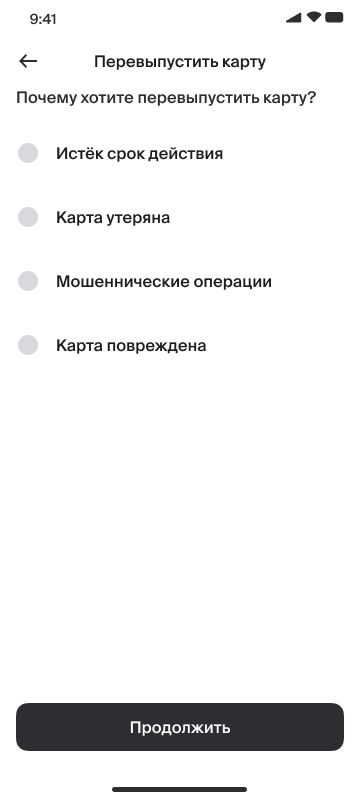 9:41
Перевыпустить карту
Почему хотите перевыпустить карту?
Истёк срок действия
Карта утеряна
Мошеннические операции
Карта повреждена
Продолжить